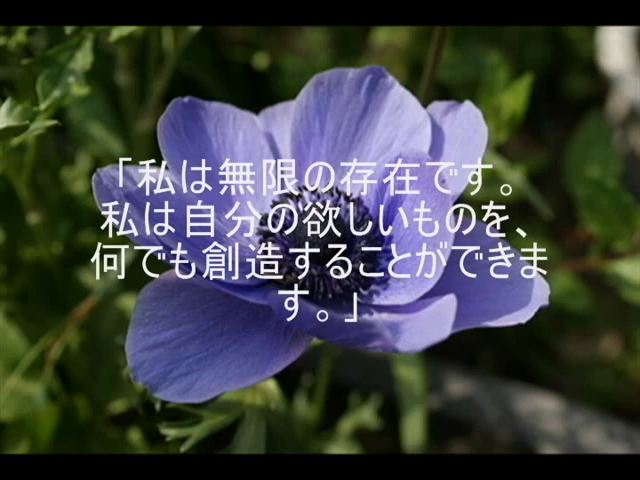 「私は無限の存在です。
私は自分の欲しいものを、
何でも創造することができま
す。」